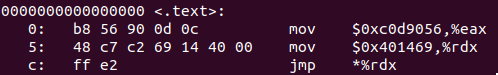 0000000000000000 <.text>:
0: b8 56 90 0d 0c mov $0xc0d9056,%eax
5: 48 c7 c2 69 14 40 00 mov $0x401469,%rdx
c: ff e2 jmp *%rdx